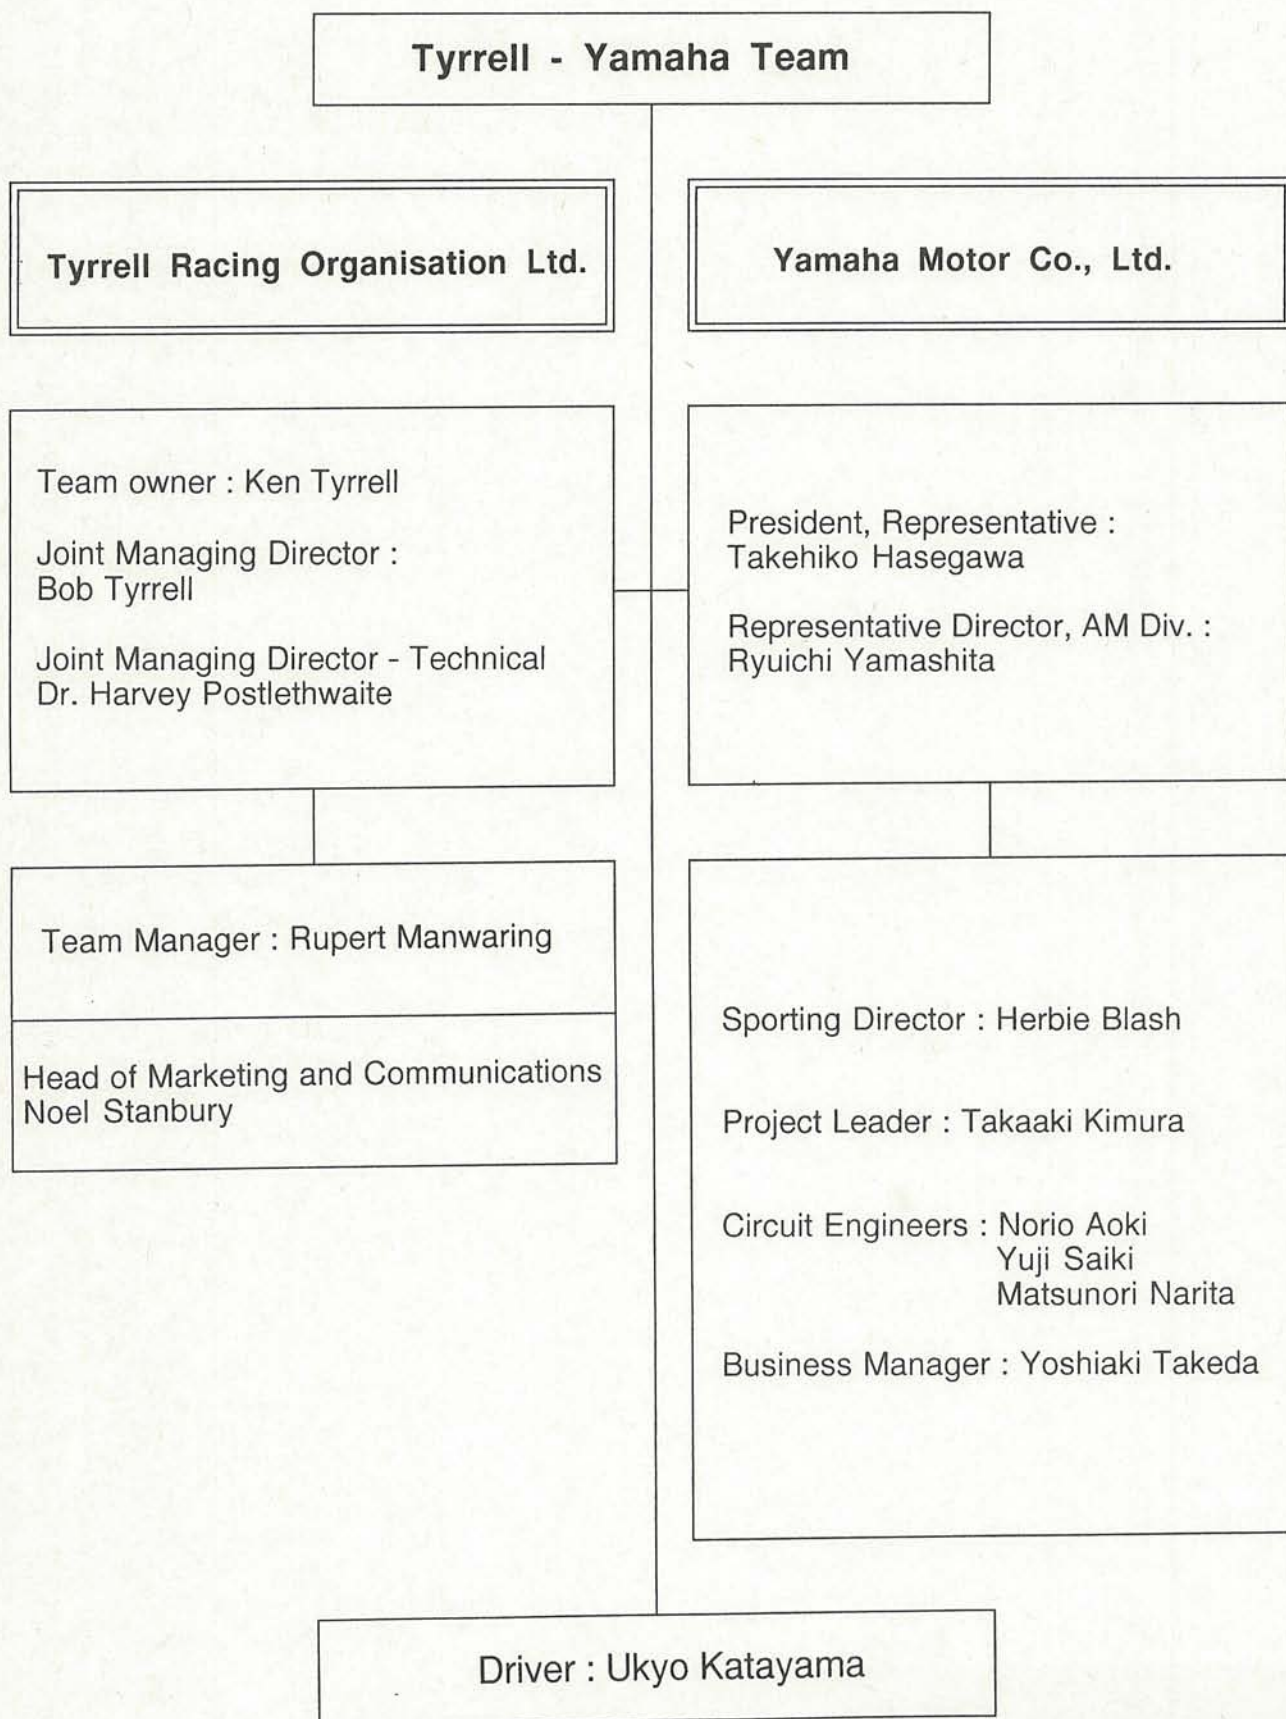 Tyrrell - Yamaha Team
Tyrrell Racing Organisation Ltd.
Yamaha Motor Co., Ltd.
Team owner : Ken Tyrrell
Joint Managing Director :
Bob Tyrrell
Joint Managing Director - Technical
Dr. Harvey Postlethwaite
President, Representative :
Takehiko Hasegawa
Representative Director, AM Div. :
Ryuichi Yamashita
Team Manager : Rupert Manwaring
Head of Marketing and Communications
Noel Stanbury
Sporting Director : Herbie Blash
Project Leader : Takaaki Kimura
Circuit Engineers : Norio Aoki
Yuji Saiki
Matsunori Narita
Business Manager : Yoshiaki Takeda
Driver : Ukyo Katayama